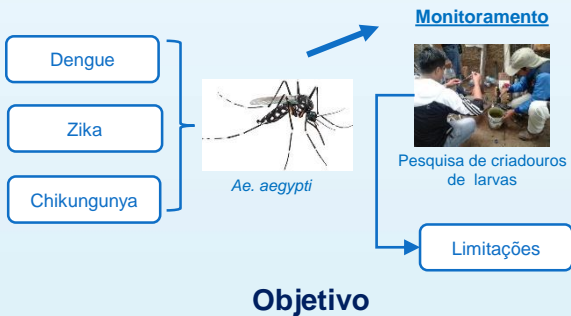 Monitoramento
Dengue
Zika
Chikungunya
Ae. aegypti
Pesquisa de criadouros
de larvas
Limitações
Objetivo